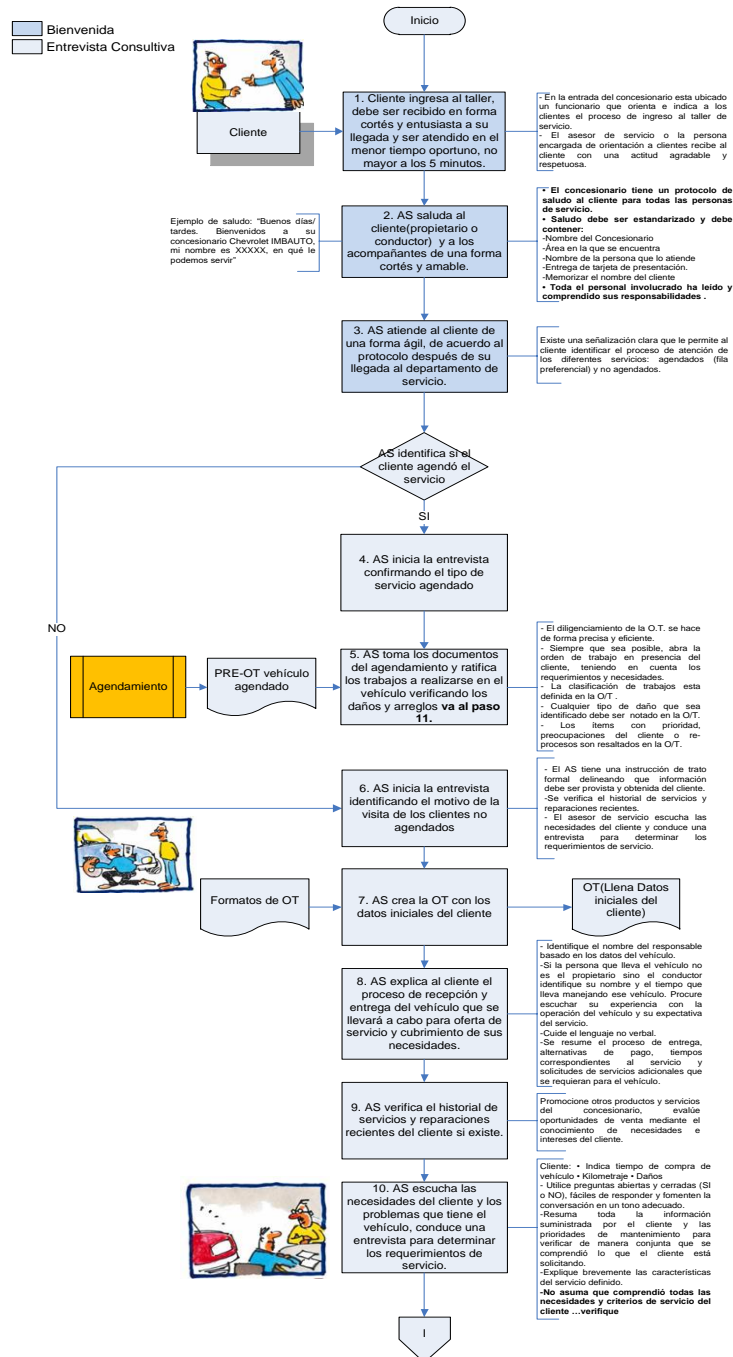 Inicio
Bienvenida
Entrevista Consultiva
Cliente
1. Cliente ingresa al taller,
debe ser recibido en forma
cortés y entusiasta a su
llegada y ser atendido en el
menor tiempo oportuno, no
mayor a los 5 minutos.
- En la entrada del concesionario esta ubicado
un funcionario que orienta e indica a los
clientes el proceso de ingreso al taller de
servicio.
- El asesor de servicio o la persona
encargada de orientación a clientes recibe al
cliente con una actitud agradable y
respetuosa.
Ejemplo de saludo: "Buenos días/
tardes. Bienvenidos a su
concesionario Chevrolet IMBAUTO,
mi nombre es XXXXX, en qué le
podemos servir"
2. AS saluda al
cliente(propietario o
conductor) y a los
acompañantes de una forma
cortés y amable.
• El concesionario tiene un protocolo de
saludo al cliente para todas las personas
de servicio.
• Saludo debe ser estandarizado y debe
contener:
-Nombre del Concesionario
-Área en la que se encuentra
-Nombre de la persona que lo atiende
-Entrega de tarjeta de presentación.
-Memorizar el nombre del cliente
• Toda el personal involucrado ha leído y
comprendido sus responsabilidades .
3. AS atiende al cliente de
una forma ágil, de acuerdo al
protocolo después de su
llegada al departamento de
servicio.
Existe una señalización clara que le permite al
cliente identificar el proceso de atención de
los diferentes servicios: agendados (fila
preferencial) y no agendados.
AS identifica si el
cliente agendó el
servicio
SI
NO
4. AS inicia la entrevista
confirmando el tipo de
servicio agendado
Agendamiento
PRE-OT vehículo
agendado
5. AS toma los documentos
del agendamiento y ratifica
los trabajos a realizarse en el
vehículo verificando los
daños y arreglos va al paso
11.
- El diligenciamiento de la O.T. se hace
de forma precisa y eficiente.
- Siempre que sea posible, abra la
orden de trabajo en presencia del
cliente, teniendo en cuenta los
requerimientos y necesidades.
- La clasificación de trabajos esta
definida en la O/T .
- Cualquier tipo de daño que sea
identificado debe ser notado en la O.T.
- Los ítems con prioridad,
preocupaciones del cliente o re-
procesos son resaltados en la O.T.
6. AS inicia la entrevista
identificando el motivo de la
visita de los clientes no
agendados
- El AS tiene una instrucción de trato
formal delineando que información
debe ser provista y obtenida del cliente.
-Se verifica el historial de servicios y
reparaciones recientes.
- El asesor de servicio escucha las
necesidades del cliente y conduce una
entrevista para determinar los
requerimientos de servicio.
Formatos de OT
7. AS crea la OT con los
datos iniciales del cliente
OT(Llena Datos
iniciales del
cliente)
8. AS explica al cliente el
proceso de recepción y
entrega del vehículo que se
llevará a cabo para oferta de
servicio y cubrimiento de sus
necesidades.
- Identifique el nombre del responsable
basado en los datos del vehículo.
-Si la persona que lleva el vehículo no
es el propietario sino el conductor
identifique su nombre y el tiempo que
lleva manejando ese vehículo. Procure
escuchar su experiencia con la
operación del vehículo y su expectativa
del servicio.
-Cuide el lenguaje no verbal.
-Se resume el proceso de entrega,
alternativas de pago, tiempos
correspondientes al servicio y
solicitudes de servicios adicionales que
se requieran para el vehículo.
9. AS verifica el historial de
servicios y reparaciones
recientes del cliente si existe.
Promocione otros productos y servicios
del concesionario, evalúe
oportunidades de venta mediante el
conocimiento de necesidades e
intereses del cliente.
10. AS escucha las
necesidades del cliente y los
problemas que tiene el
vehículo, conduce una
entrevista para determinar
los requerimientos de
servicio.
Cliente: • Indica tiempo de compra de
vehículo • Kilometraje • Daños
- Utilice preguntas abiertas y cerradas (SI
o NO), fáciles de responder y fomenten la
conversación en un tono adecuado.
-Resuma toda la información
suministrada por el cliente y las
prioridades de mantenimiento para
verificar de manera conjunta que se
comprendió lo que el cliente está
solicitando.
-Explique brevemente las características
del servicio definido.
-No asuma que comprendió todas las
necesidades y criterios de servicio del
cliente ...verifique
I